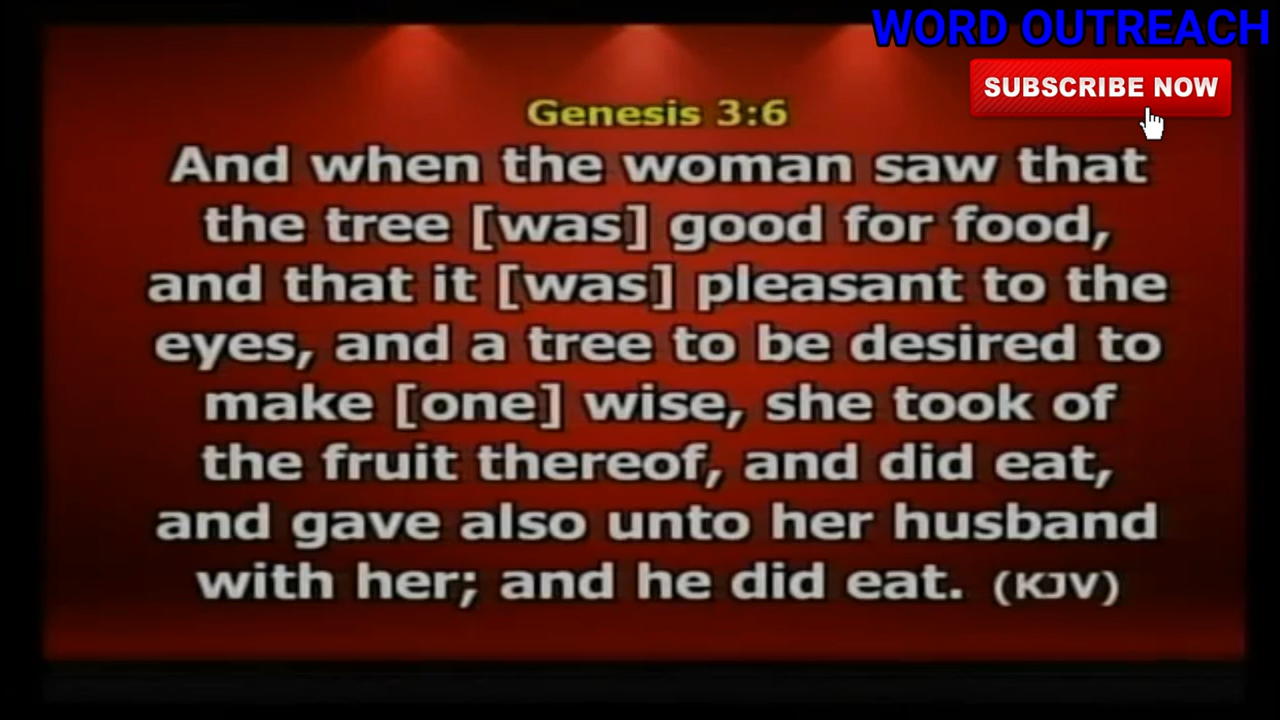 WORD OUTREACH
SUBSCRIBE NOW
Genesis 3:6
And when the woman saw that
the tree [was] good for food,
and that it [was] pleasant to the
eyes, and a tree to be desired to
make [one] wise, she took of
the fruit thereof, and did eat,
and gave also unto her husband
with her; and he did eat. (KJV)